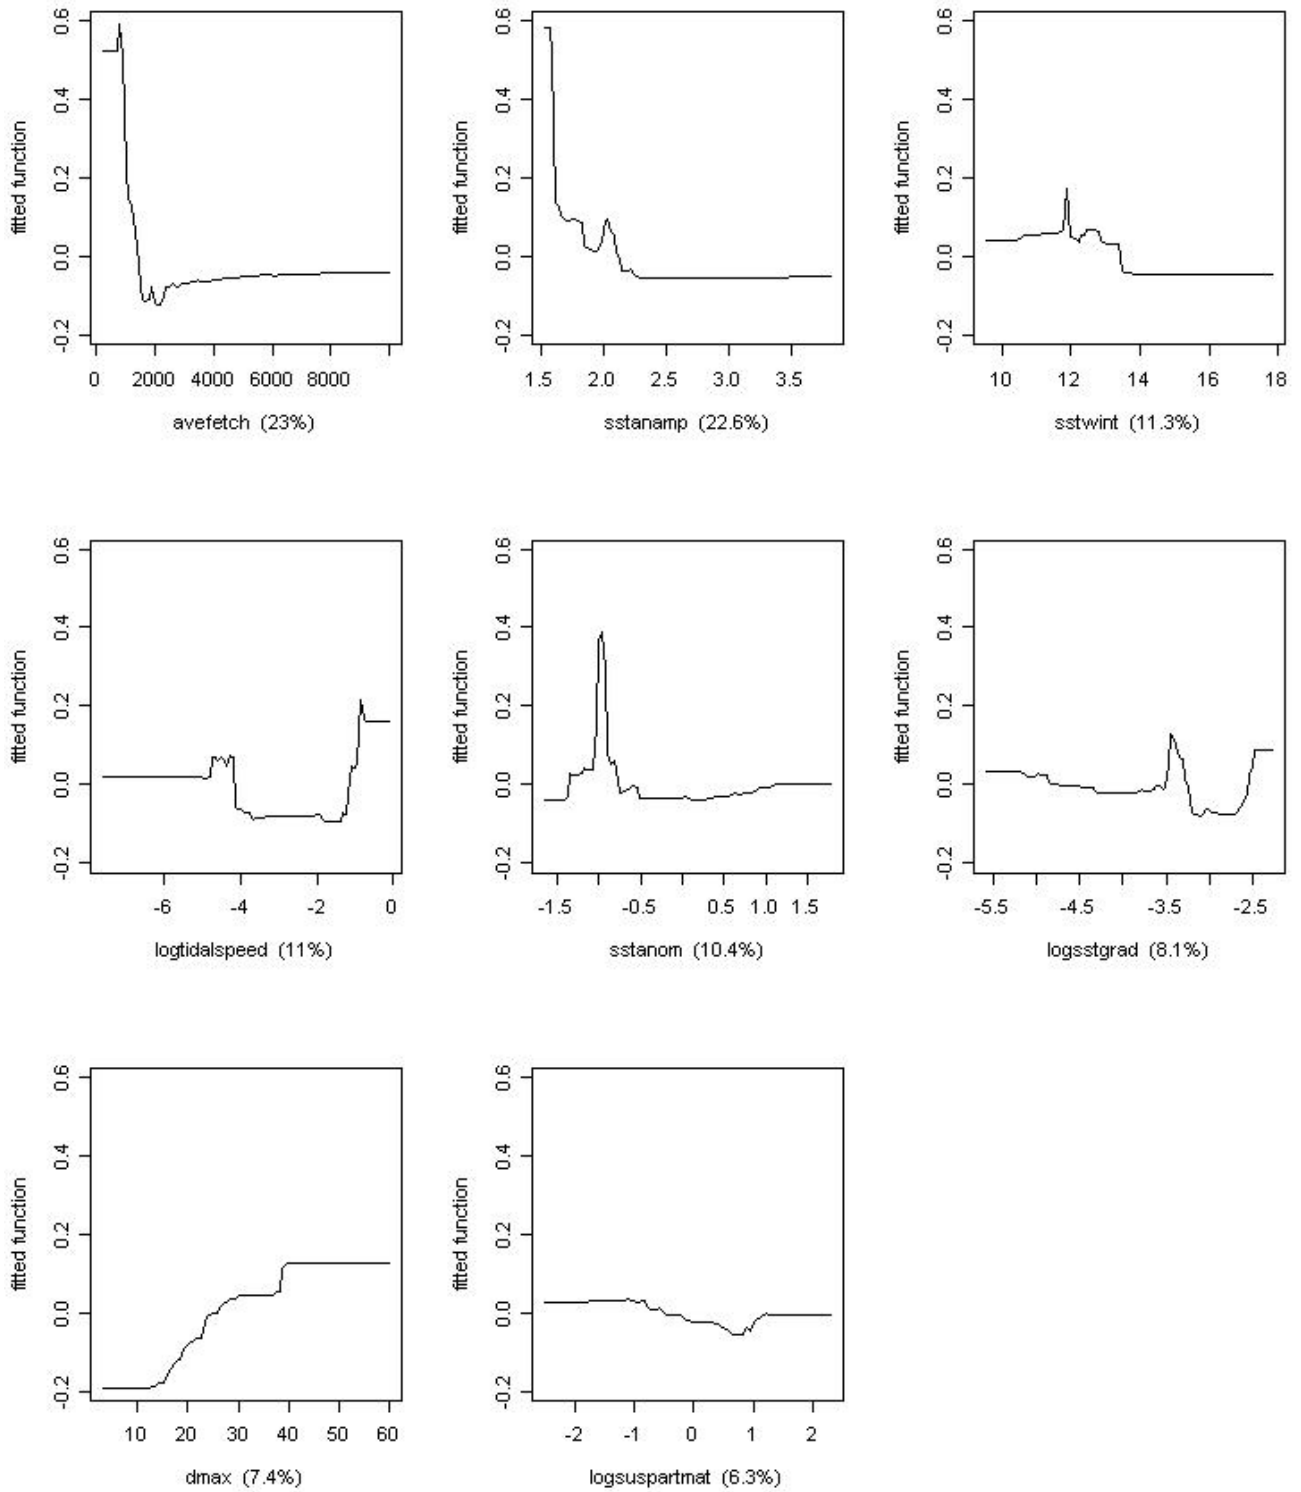 0.6
0.4
0.2
0.0
-0.2
fitted function
0 2000 4000 6000 8000
avefetch (23%)
0.6
0.4
0.2
0.0
-0.2
fitted function
1.5 2.0 2.5 3.0 3.5
sstanamp (22.6%)
0.6
0.4
0.2
0.0
-0.2
fitted function
10 12 14 16 18
sstwint (11.3%)
0.6
0.4
0.2
0.0
-0.2
fitted function
-6 -4 -2 0
logtidalspeed (11%)
0.6
0.4
0.2
0.0
-0.2
fitted function
-1.5 -0.5 0.5 1.0 1.5
sstanom (10.4%)
0.6
0.4
0.2
0.0
-0.2
fitted function
-5.5 -4.5 -3.5 -2.5
logsstgrad (8.1%)
0.6
0.4
0.2
0.0
-0.2
fitted function
10 20 30 40 50 60
dmax (7.4%)
0.6
0.4
0.2
0.0
-0.2
fitted function
-2 -1 0 1 2
logsuspartmat (6.3%)